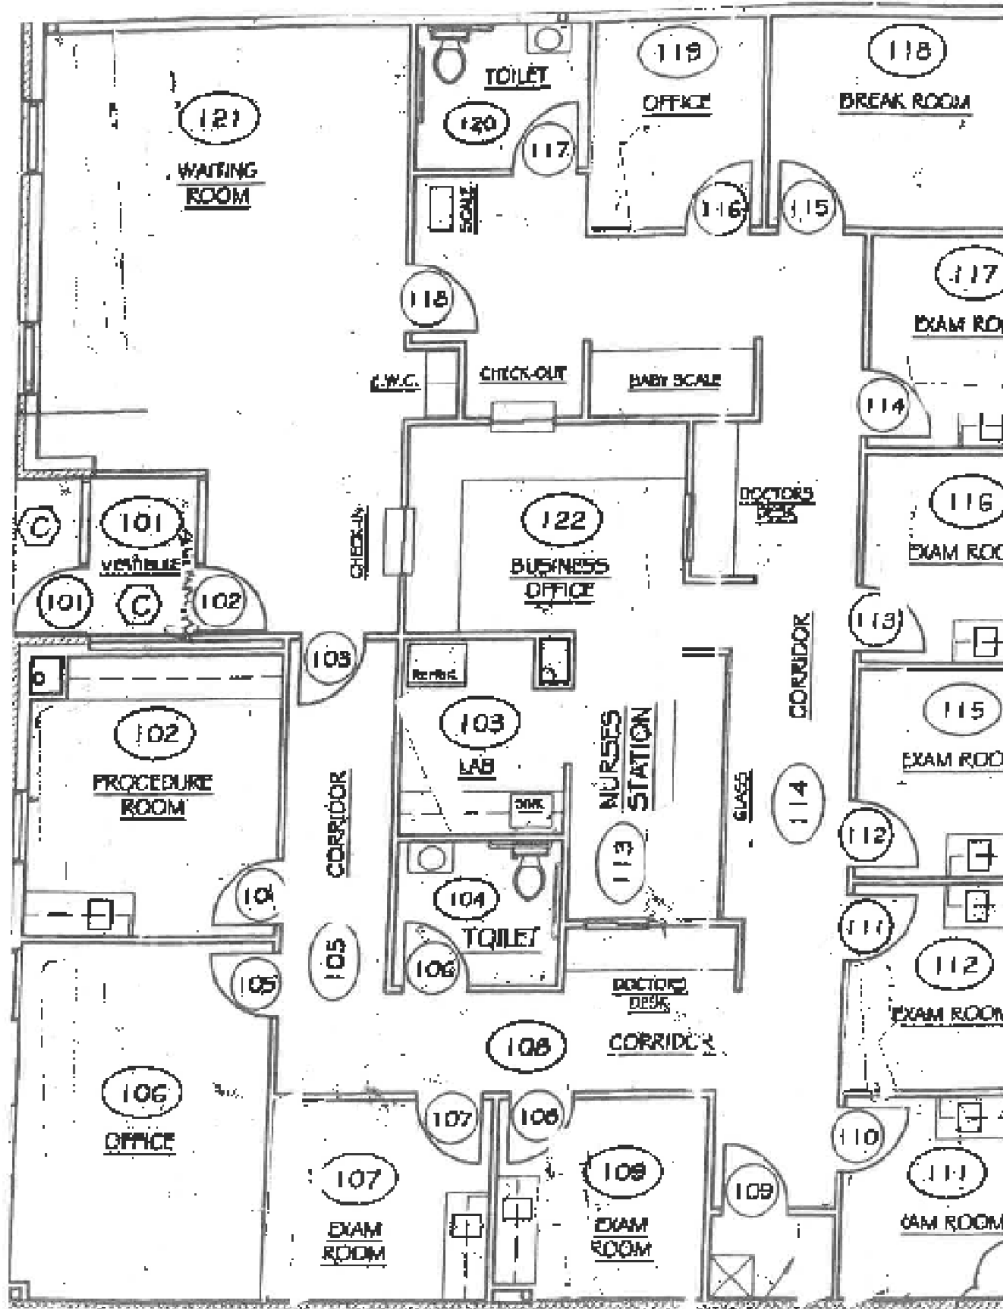 121
WAITING
ROOM
TOILET
120
117
119
OFFICE
116
118
BREAK ROOM
115
SCALE
118
117
EXAM ROO
114
E.W.C.
CHECK-OUT
BABY SCALE
C
101
VESTIBULE
101
C
102
CHECK-IN
122
BUSINESS
OFFICE
DOCTORS
DESK
116
EXAM ROO
113
103
REFRIG.
103
LAB
SINK
102
PROCEDURE
ROOM
CORRIDOR
NURSES
STATION
113
GLASS
CORRIDOR
114
115
EXAM ROO
112
10
104
TOILET
106
105
105
111
112
EXAM ROOM
DOCTORS
DESK
108
CORRIDOR
106
OFFICE
107
108
110
107
EXAM
ROOM
109
EXAM
ROOM
109
111
AM ROOM